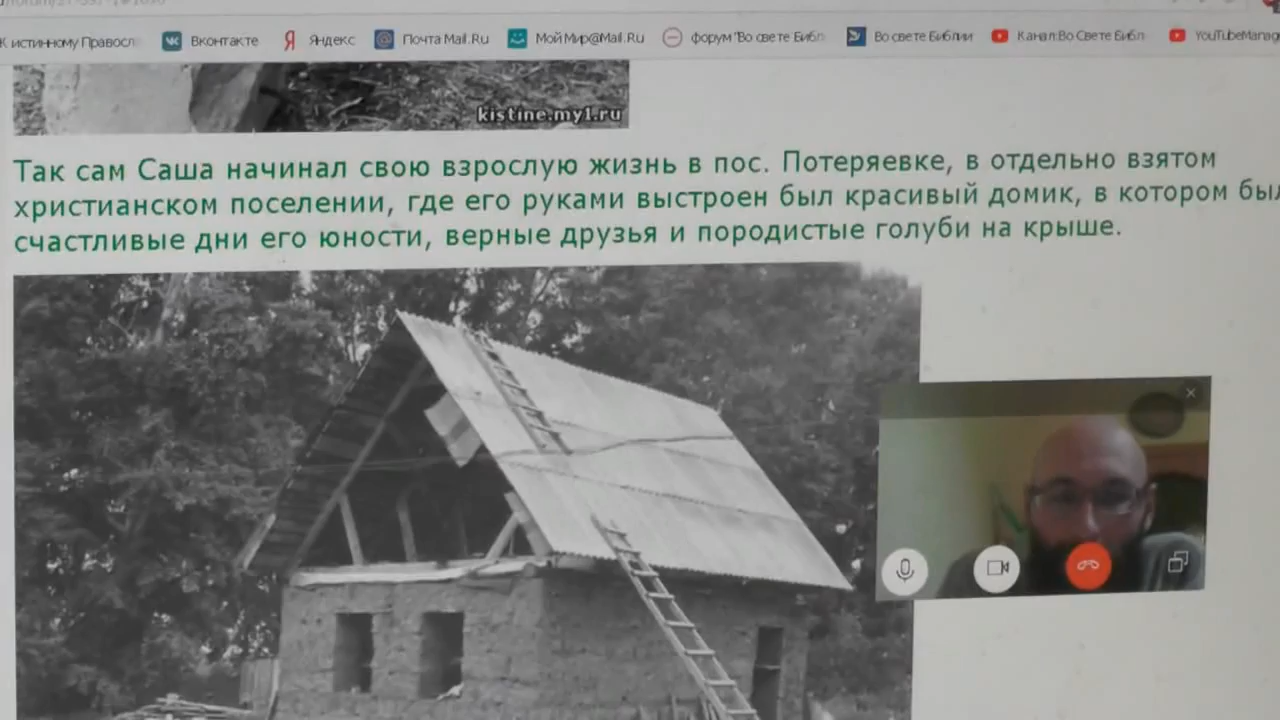 К истинному Правосл
Вконтакте
Яндекс
Почта Mail.Ru
Мой Мир@Mail.Ru
форум "Во свете Библ
Во свете Библии
Канал:Во Свете Библ
YouTubeManag
kistine.my1.ru
Так сам Саша начинал свою взрослую жизнь в пос. Потеряевке, в отдельно взятом
христианском поселении, где его руками выстроен был красивый домик, в котором был
счастливые дни его юности, верные друзья и породистые голуби на крыше.